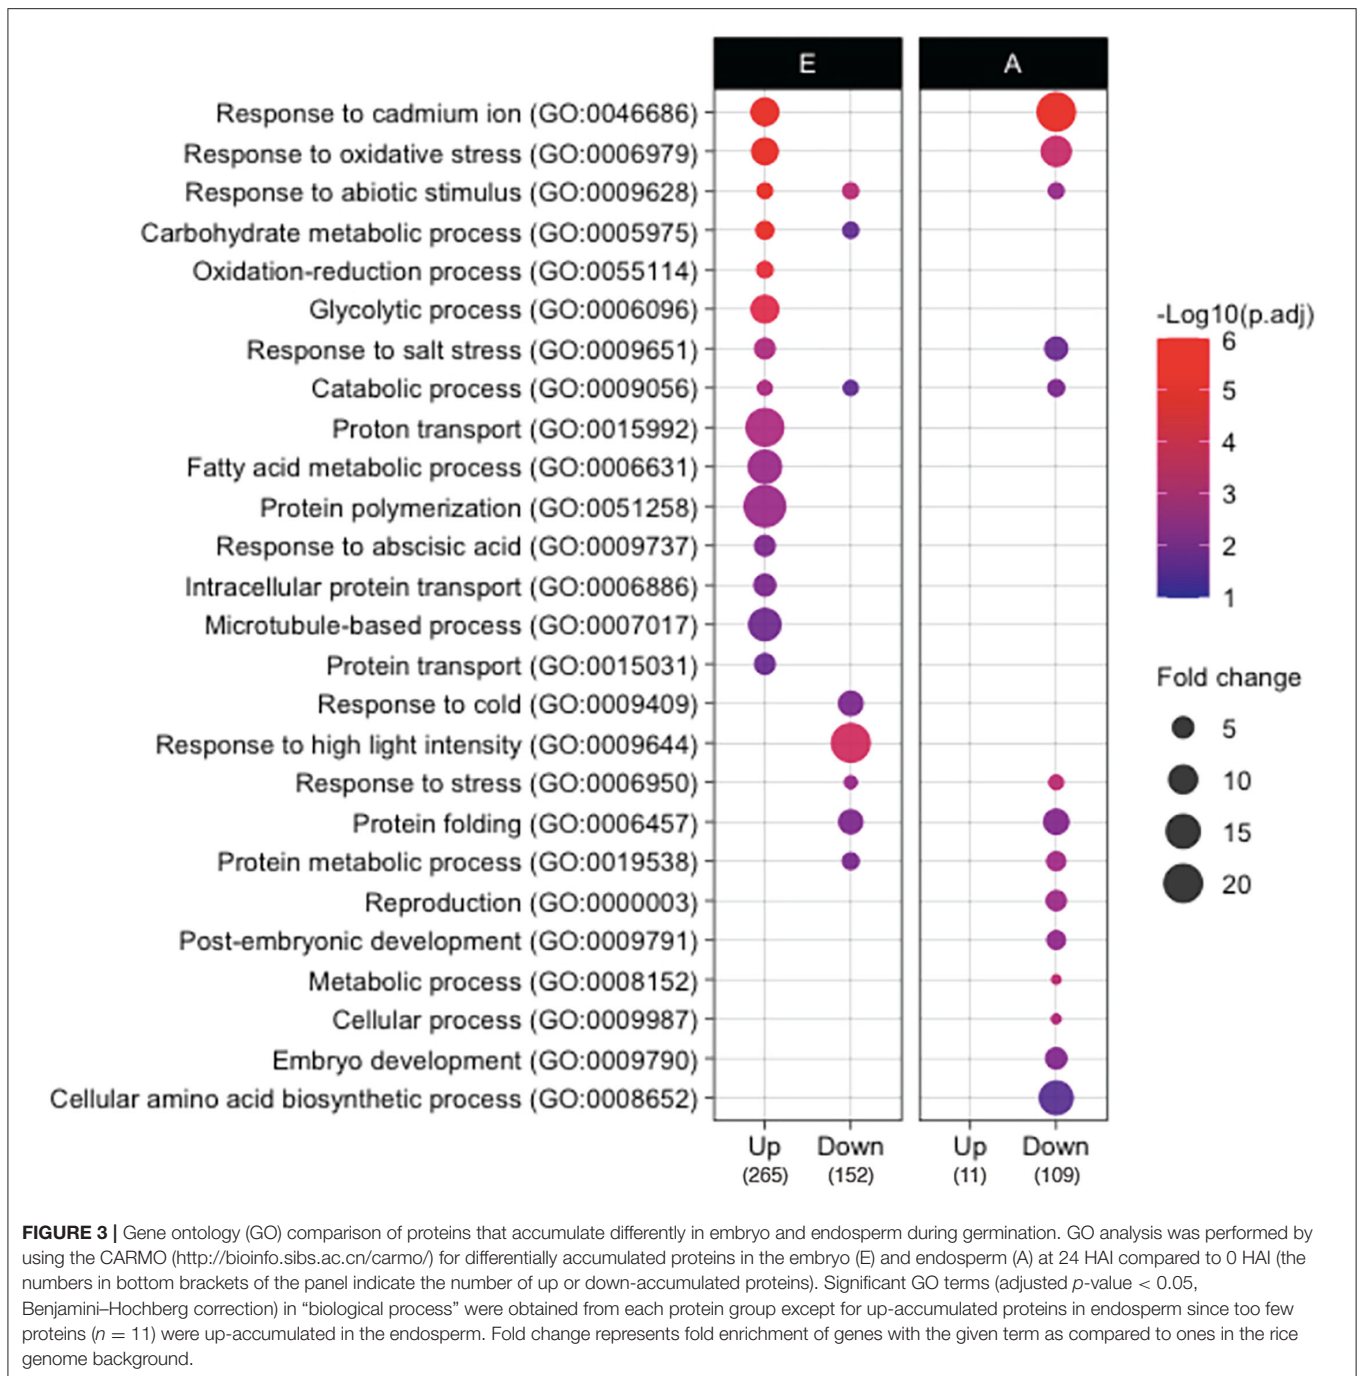 E A
Response to cadmium ion (GO:0046686)
Response to oxidative stress (GO:0006979)
Response to abiotic stimulus (GO:0009628)
Carbohydrate metabolic process (GO:0005975)
Oxidation-reduction process (GO:0055114)
Glycolytic process (GO:0006096)
Response to salt stress (GO:0009651)
Catabolic process (GO:0009056)
Proton transport (GO:0015992)
Fatty acid metabolic process (GO:0006631)
Protein polymerization (GO:0051258)
Response to abscisic acid (GO:0009737)
Intracellular protein transport (GO:0006886)
Microtubule-based process (GO:0007017)
Protein transport (GO:0015031)
Response to cold (GO:0009409)
Response to high light intensity (GO:0009644)
Response to stress (GO:0006950)
Protein folding (GO:0006457)
Protein metabolic process (GO:0019538)
Reproduction (GO:0000003)
Post-embryonic development (GO:0009791)
Metabolic process (GO:0008152)
Cellular process (GO:0009987)
Embryo development (GO:0009790)
Cellular amino acid biosynthetic process (GO:0008652)
Up Down Up Down
(265) (152) (11) (109)
-Log10(p.adj)
6
5
4
3
2
1
Fold change
5
10
15
20
FIGURE 3 | Gene ontology (GO) comparison of proteins that accumulate differently in embryo and endosperm during germination. GO analysis was performed by
using the CARMO (http://bioinfo.sibs.ac.cn/carmo/) for differentially accumulated proteins in the embryo (E) and endosperm (A) at 24 HAI compared to 0 HAI (the
numbers in bottom brackets of the panel indicate the number of up or down-accumulated proteins). Significant GO terms (adjusted p-value < 0.05,
Benjamini–Hochberg correction) in “biological process” were obtained from each protein group except for up-accumulated proteins in endosperm since too few
proteins (n = 11) were up-accumulated in the endosperm. Fold change represents fold enrichment of genes with the given term as compared to ones in the rice
genome background.